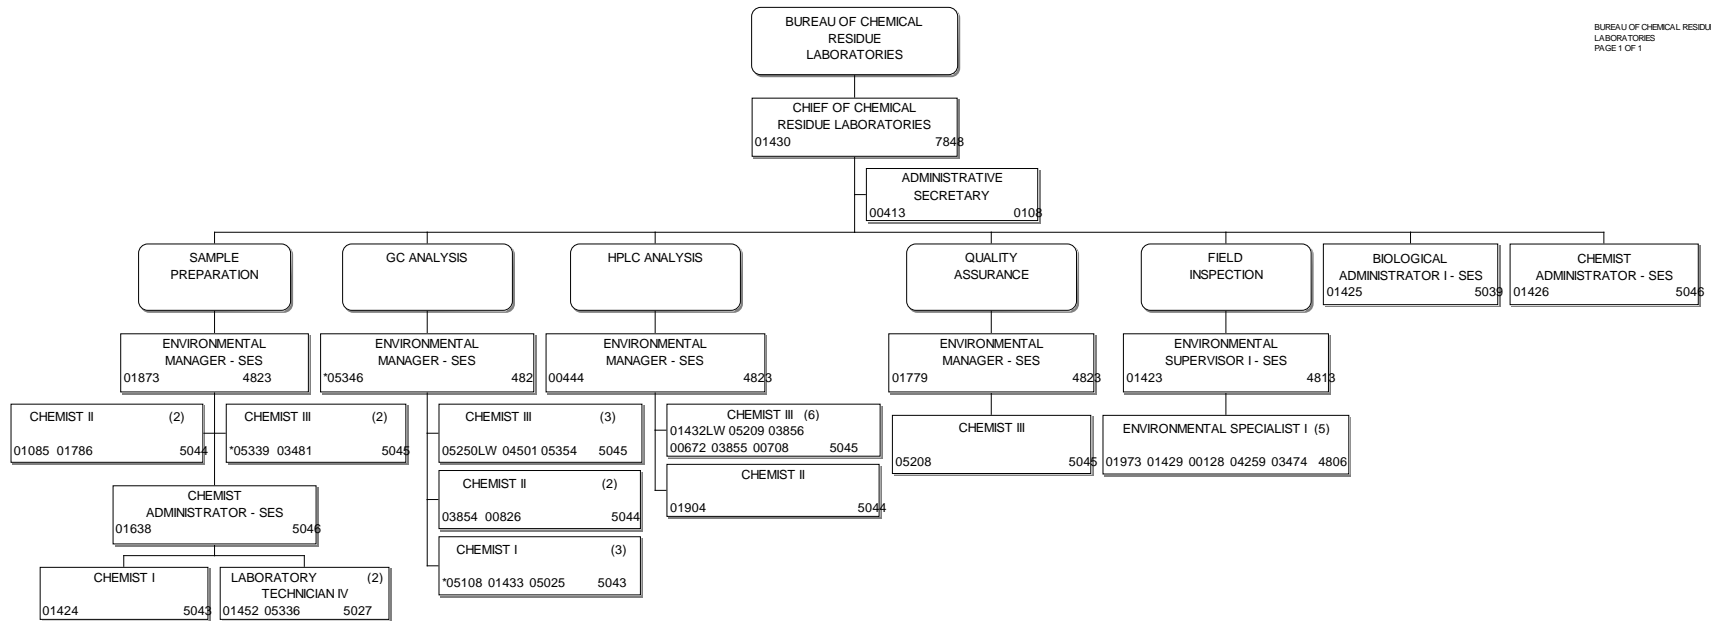 BUREAU OF CHEMICAL
RESIDUE
LABORATORIES
BUREAU OF CHEMICAL RESIDU
LABORATORIES
PAGE 1 OF 1
CHIEF OF CHEMICAL
RESIDUE LABORATORIES
01430 7848
ADMINISTRATIVE
SECRETARY
00413 0108
SAMPLE
PREPARATION
GC ANALYSIS
HPLC ANALYSIS
QUALITY
ASSURANCE
FIELD
INSPECTION
BIOLOGICAL
ADMINISTRATOR I - SES
01425 5039
CHEMIST
ADMINISTRATOR - SES
01426 5046
ENVIRONMENTAL
MANAGER - SES
01873 4823
ENVIRONMENTAL
MANAGER - SES
*05346 482
ENVIRONMENTAL
MANAGER - SES
00444 4823
ENVIRONMENTAL
MANAGER - SES
01779 4823
ENVIRONMENTAL
SUPERVISOR I - SES
01423 4813
CHEMIST II (2)
01085 01786 5044
CHEMIST III (2)
*05339 03481 5045
CHEMIST III (3)
05250LW 04501 05354 5045
CHEMIST III (6)
01432LW 05209 03856
00672 03855 00708 5045
CHEMIST III
05208 5045
ENVIRONMENTAL SPECIALIST I (5)
01973 01429 00128 04259 03474 4806
CHEMIST II (2)
03854 00826 5044
CHEMIST II
01904 5044
CHEMIST
ADMINISTRATOR - SES
01638 5046
CHEMIST I (3)
*05108 01433 05025 5043
CHEMIST I
01424 5043
LABORATORY (2)
TECHNICIAN IV
01452 05336 5027